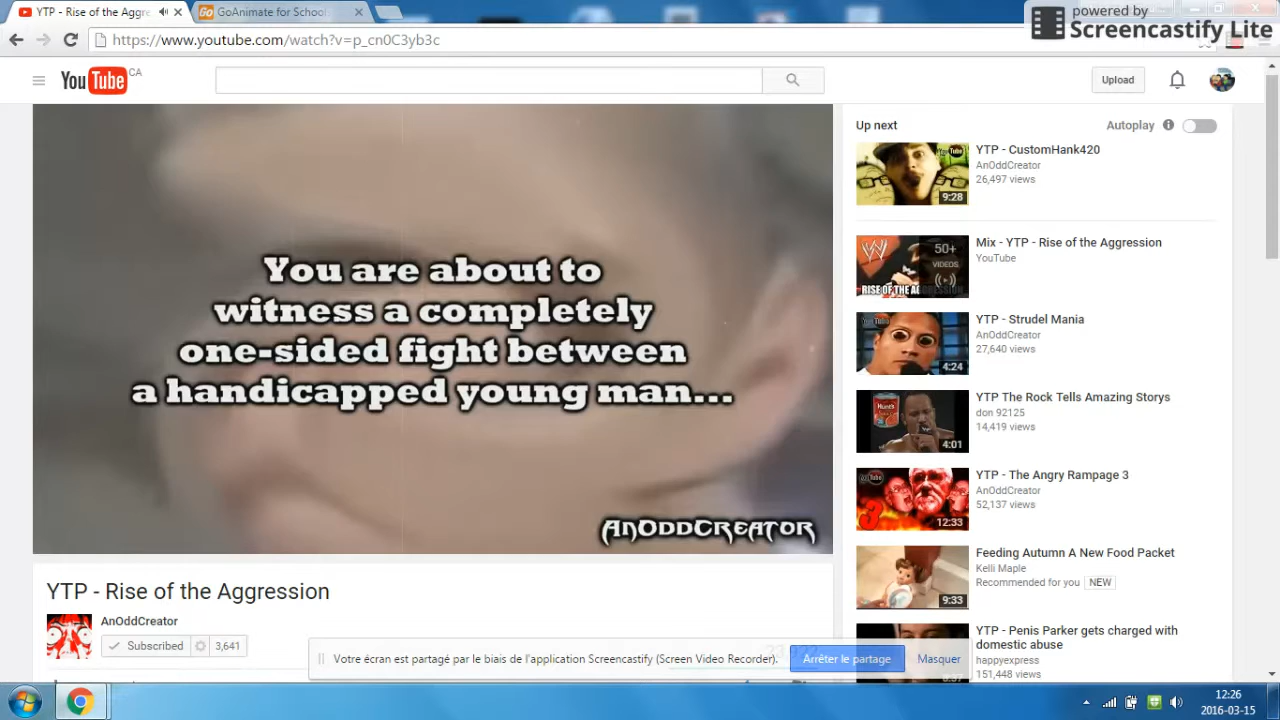 YTP - Rise of the Aggre
GoAnimate for School
powered by
Screencastify Lite
https://www.youtube.com/watch?v=p_cn0C3yb3c
YouTube CA
Upload
You are about to
witness a completely
one-sided fight between
a handicapped young man...
AnOddCreator
YTP - Rise of the Aggression
AnOddCreator
Subscribed
3,641
Up next
Autoplay
YTP - CustomHank420
AnOddCreator
26,497 views
9:28
Mix - YTP - Rise of the Aggression
YouTube
50+
VIDEOS
YTP - Strudel Mania
AnOddCreator
27,640 views
4:24
YTP The Rock Tells Amazing Storys
don 92125
14,419 views
Hunt's
4:01
YTP - The Angry Rampage 3
AnOddCreator
52,137 views
3
12:33
Feeding Autumn A New Food Packet
Kelli Maple
Recommended for you NEW
9:33
YTP - Penis Parker gets charged with
domestic abuse
happyexpress
151,448 views
Votre écran est partagé par le biais de l'application Screencastify (Screen Video Recorder).
Arrêter le partage
Masquer
12:26
2016-03-15